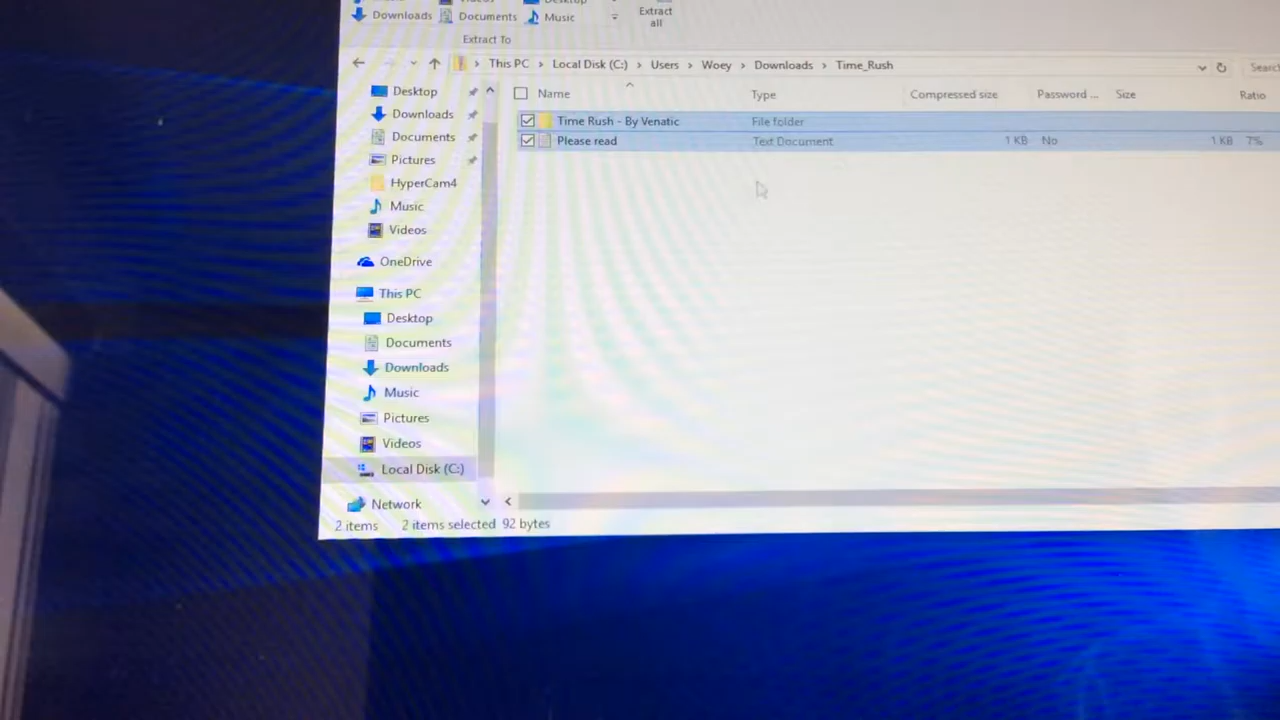 Downloads Documents Music Extract all
Extract To
This PC > Local Disk (C:) > Users > Woey > Downloads > Time_Rush
Name Type Compressed size Password ... Size Ratio
Time Rush - By Venatic File folder
Please read Text Document 1 KB No 1 KB 7%
Desktop
Downloads
Documents
Pictures
HyperCam4
Music
Videos
OneDrive
This PC
Desktop
Documents
Downloads
Music
Pictures
Videos
Local Disk (C:)
Network
2 items 2 items selected 92 bytes